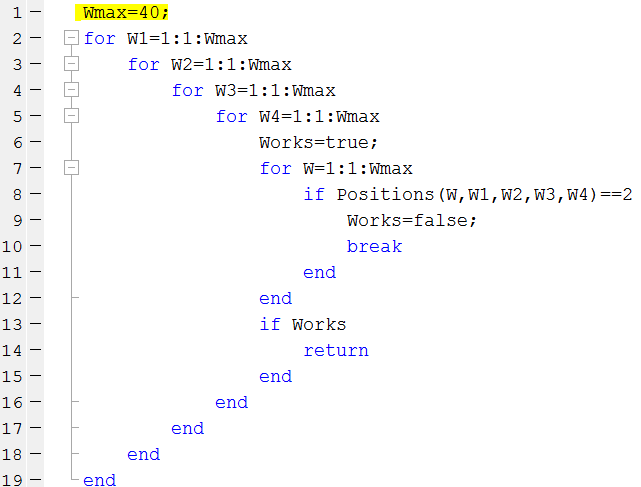 1 – Wmax=40;
2 – for W1=1:1:Wmax
3 – for W2=1:1:Wmax
4 – for W3=1:1:Wmax
5 – for W4=1:1:Wmax
6 – Works=true;
7 – for W=1:1:Wmax
8 – if Positions(W,W1,W2,W3,W4)==2
9 – Works=false;
10 – break
11 – end
12 – end
13 – if Works
14 – return
15 – end
16 – end
17 – end
18 – end
19 – end